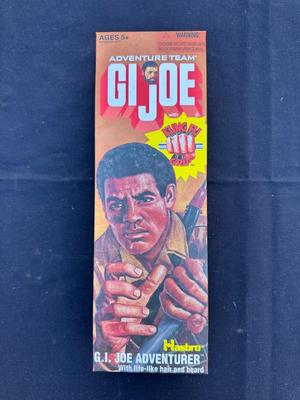 AGES 5+
WARNING:
ADVENTURE TEAM
GI JOE
WITH
KUNG FU
GRIP
Hasbro
G.I. JOE ADVENTURER
With life-like hair and beard